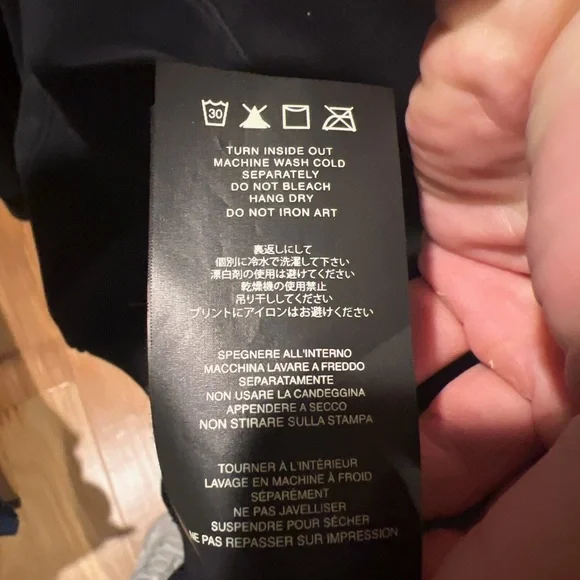 30
TURN INSIDE OUT
MACHINE WASH COLD
SEPARATELY
DO NOT BLEACH
HANG DRY
DO NOT IRON ART
裏返しにして
個別に冷水で洗濯して下さい
漂白剤の使用は避けてください
乾燥機の使用禁止
吊り干ししてください
プリントにアイロンはお避けください
SPEGNERE ALL'INTERNO
MACCHINA LAVARE A FREDDO
SEPARATAMENTE
NON USARE LA CANDEGGINA
APPENDERE A SECCO
NON STIRARE SULLA STAMPA
TOURNER À L'INTÈRIEUR
LAVAGE EN MACHINE À FROID
SÉPARÉMENT
NE PAS JAVELLISER
SUSPENDRE POUR SÉCHER
NE PAS REPASSER SUR IMPRESSION